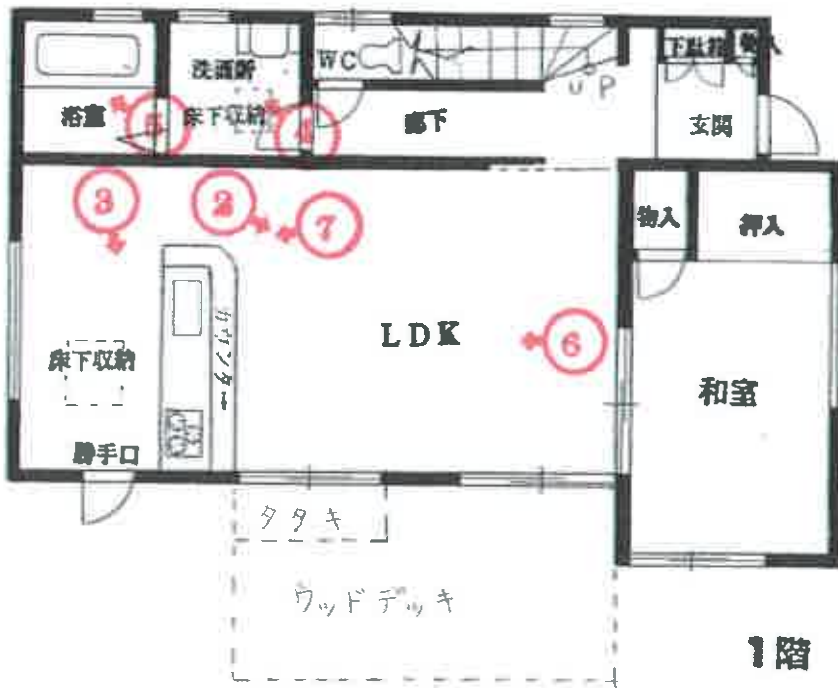 WC
下駄箱
物入
洗面所
UP
浴室
5
床下収納
4
廊下
玄関
3
2
7
物入
押入
カウンター
LDK
6
床下収納
和室
勝手口
タタキ
ウッドデッキ
1階